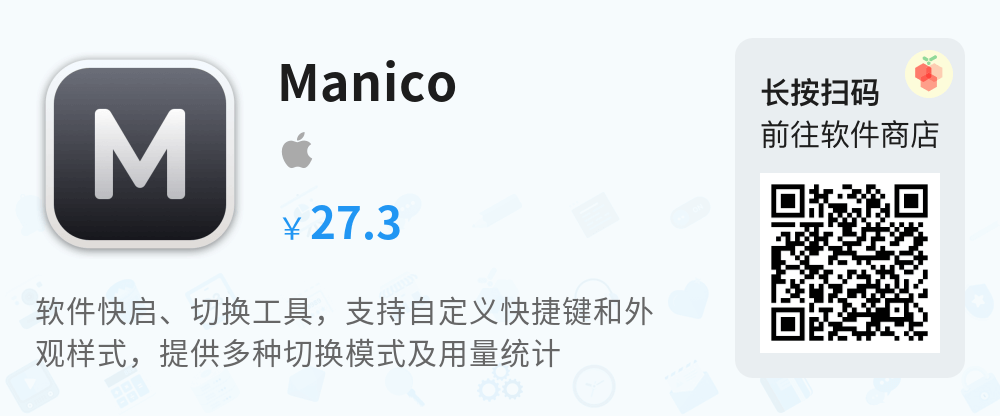 M
Manico
¥ 27.3
软件快启、切换工具，支持自定义快捷键和外
观样式，提供多种切换模式及用量统计
长按扫码
前往软件商店